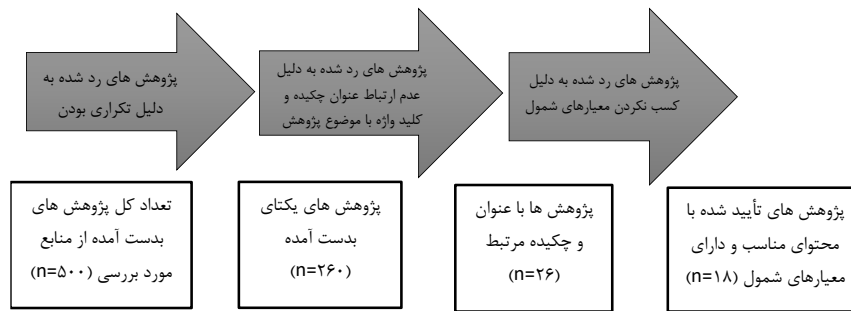 پژوهش های رد شده به
دلیل تکراری بودن
پژوهش های رد شده به دلیل
عدم ارتباط عنوان چکیده و
کلید واژه با موضوع پژوهش
پژوهش های رد شده به دلیل
کسب نکردن معیارهای شمول
تعداد کل پژوهش های
بدست آمده از منابع
مورد بررسی (n=۵۰۰)
پژوهش های یکتای
بدست آمده
(n=۲۶۰)
پژوهش ها با عنوان
و چکیده مرتبط
(n=۲۶)
پژوهش های تأیید شده با
محتوای مناسب و دارای
معیارهای شمول (n=۱۸)